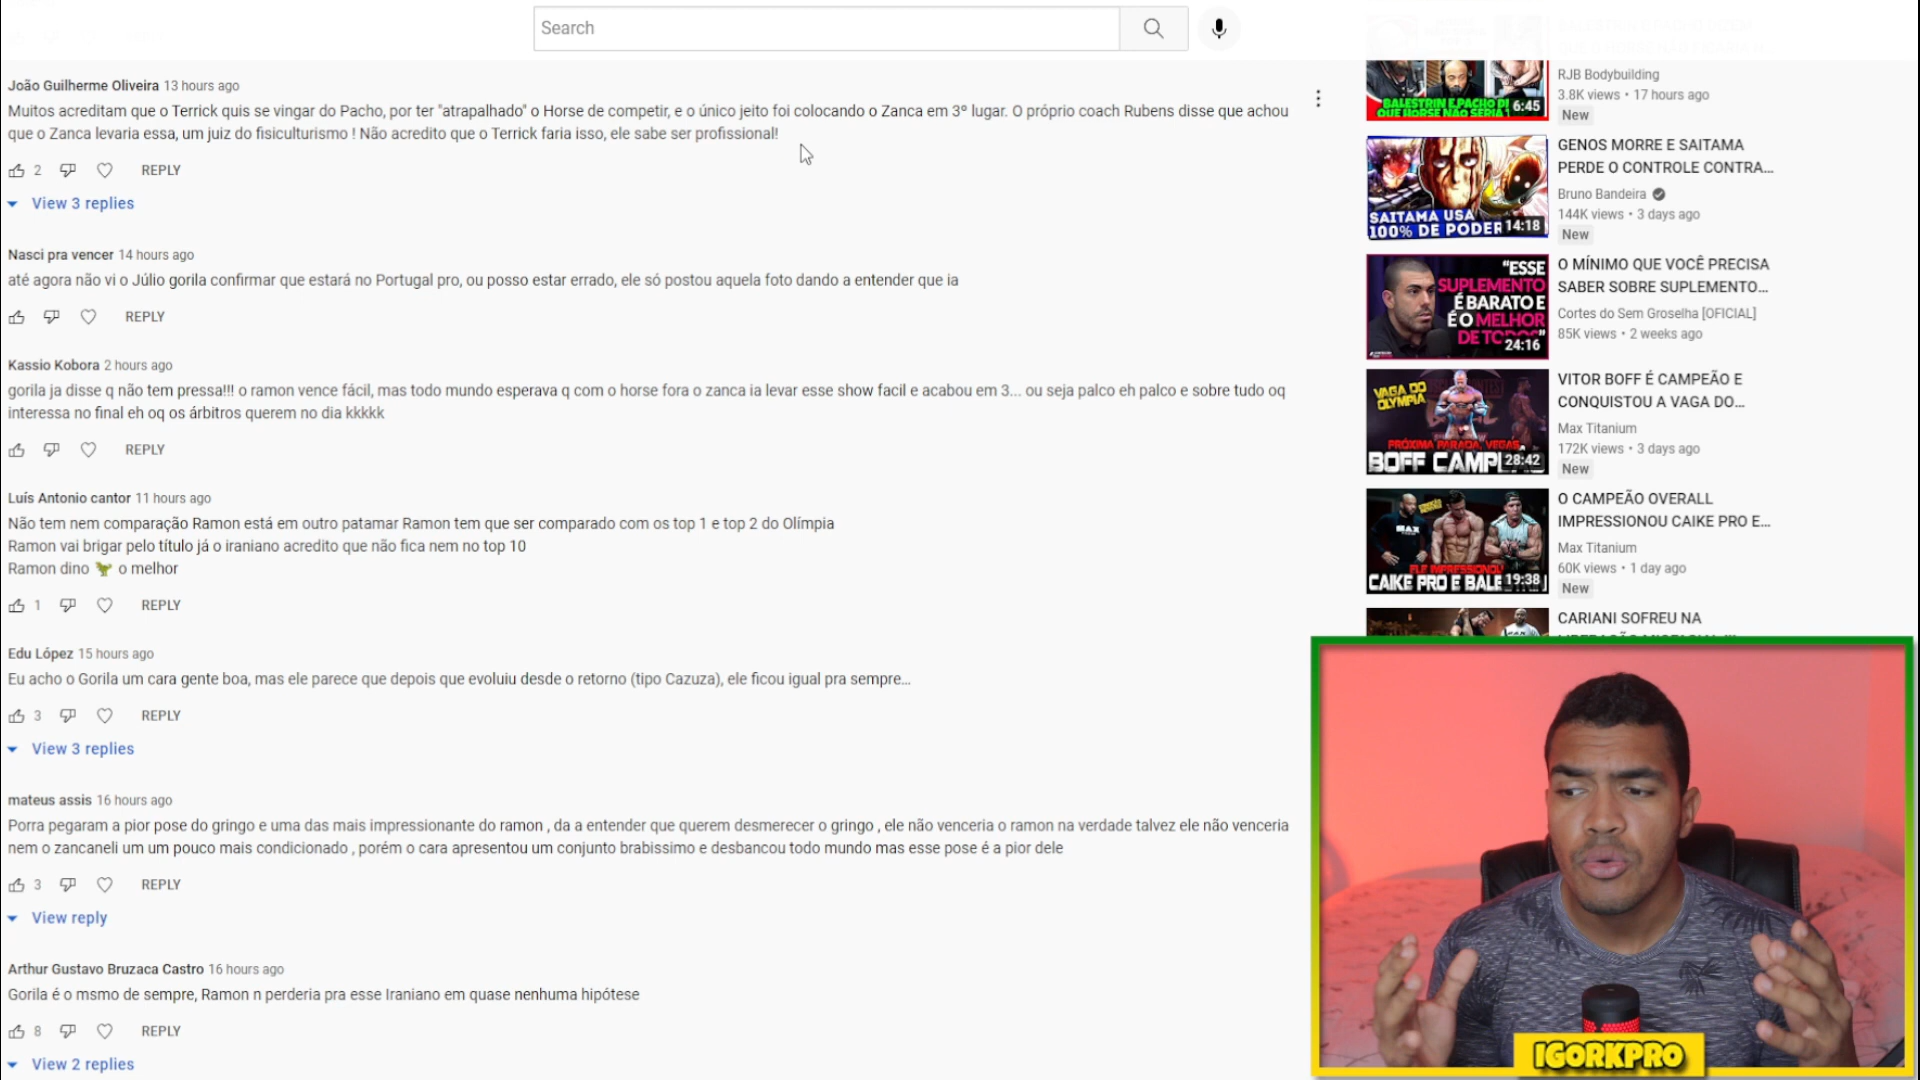 Search
João Guilherme Oliveira 13 hours ago
Muitos acreditam que o Terrick quis se vingar do Pacho, por ter "atrapalhado" o Horse de competir, e o único jeito foi colocando o Zanca em 3º lugar. O próprio coach Rubens disse que achou
que o Zanca levaria essa, um juiz do fisiculturismo ! Não acredito que o Terrick faria isso, ele sabe ser profissional!
2 REPLY
View 3 replies
Nasci pra vencer 14 hours ago
até agora não vi o Júlio gorila confirmar que estará no Portugal pro, ou posso estar errado, ele só postou aquela foto dando a entender que ia
REPLY
Kassio Kobora 2 hours ago
gorila ja disse q não tem pressa!!! o ramon vence fácil, mas todo mundo esperava q com o horse fora o zanca ia levar esse show facil e acabou em 3... ou seja palco eh palco e sobre tudo oq
interessa no final eh oq os árbitros querem no dia kkkkk
REPLY
Luís Antonio cantor 11 hours ago
Não tem nem comparação Ramon está em outro patamar Ramon tem que ser comparado com os top 1 e top 2 do Olímpia
Ramon vai brigar pelo título já o iraniano acredito que não fica nem no top 10
Ramon dino 🦖 o melhor
1 REPLY
Edu López 15 hours ago
Eu acho o Gorila um cara gente boa, mas ele parece que depois que evoluiu desde o retorno (tipo Cazuza), ele ficou igual pra sempre...
3 REPLY
View 3 replies
mateus assis 16 hours ago
Porra pegaram a pior pose do gringo e uma das mais impressionante do ramon , da a entender que querem desmerecer o gringo , ele não venceria o ramon na verdade talvez ele não venceria
nem o zancaneli um um pouco mais condicionado , porém o cara apresentou um conjunto brabissimo e desbancou todo mundo mas esse pose é a pior dele
3 REPLY
View reply
Arthur Gustavo Bruzaca Castro 16 hours ago
Gorila é o msmo de sempre, Ramon n perderia pra esse Iraniano em quase nenhuma hipótese
8 REPLY
View 2 replies
BALESTRIN E PACHO DI
QUE HORSE NÃO SERIA
6:45
RJB Bodybuilding
3.8K views • 17 hours ago
New
SAITAMA USA
100% DE PODER
14:18
GENOS MORRE E SAITAMA
PERDE O CONTROLE CONTRA...
Bruno Bandeira
144K views • 3 days ago
New
"ESSE
SUPLEMENTO
É BARATO E
É O MELHOR
DE TODOS"
24:16
O MÍNIMO QUE VOCÊ PRECISA
SABER SOBRE SUPLEMENTO...
Cortes do Sem Groselha [OFICIAL]
85K views • 2 weeks ago
VAGA DO
OLYMPIA
PRÓXIMA PARADA, VEGAS
BOFF CAMPE
28:42
VITOR BOFF É CAMPEÃO E
CONQUISTOU A VAGA DO...
Max Titanium
172K views • 3 days ago
New
MAX
ELE IMPRESSIONOU
CAIKE PRO E BALE
19:38
O CAMPEÃO OVERALL
IMPRESSIONOU CAIKE PRO E...
Max Titanium
60K views • 1 day ago
New
CARIANI SOFREU NA
IGORKPRO